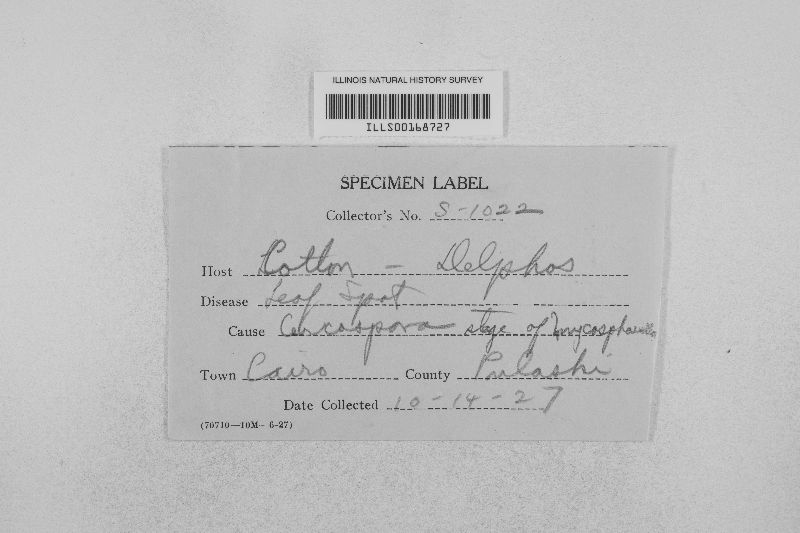 ILLINOIS NATURAL HISTORY SURVEY
ILLS00168727
SPECIMEN LABEL
Collector's No. S-1022
Host Cotton - Delphos
Disease Leaf Spot
Cause Cercospora stage of Mycosphaerella
Town Cairo County Pulaski
Date Collected 10-14-27
(70710—10M—6-27)